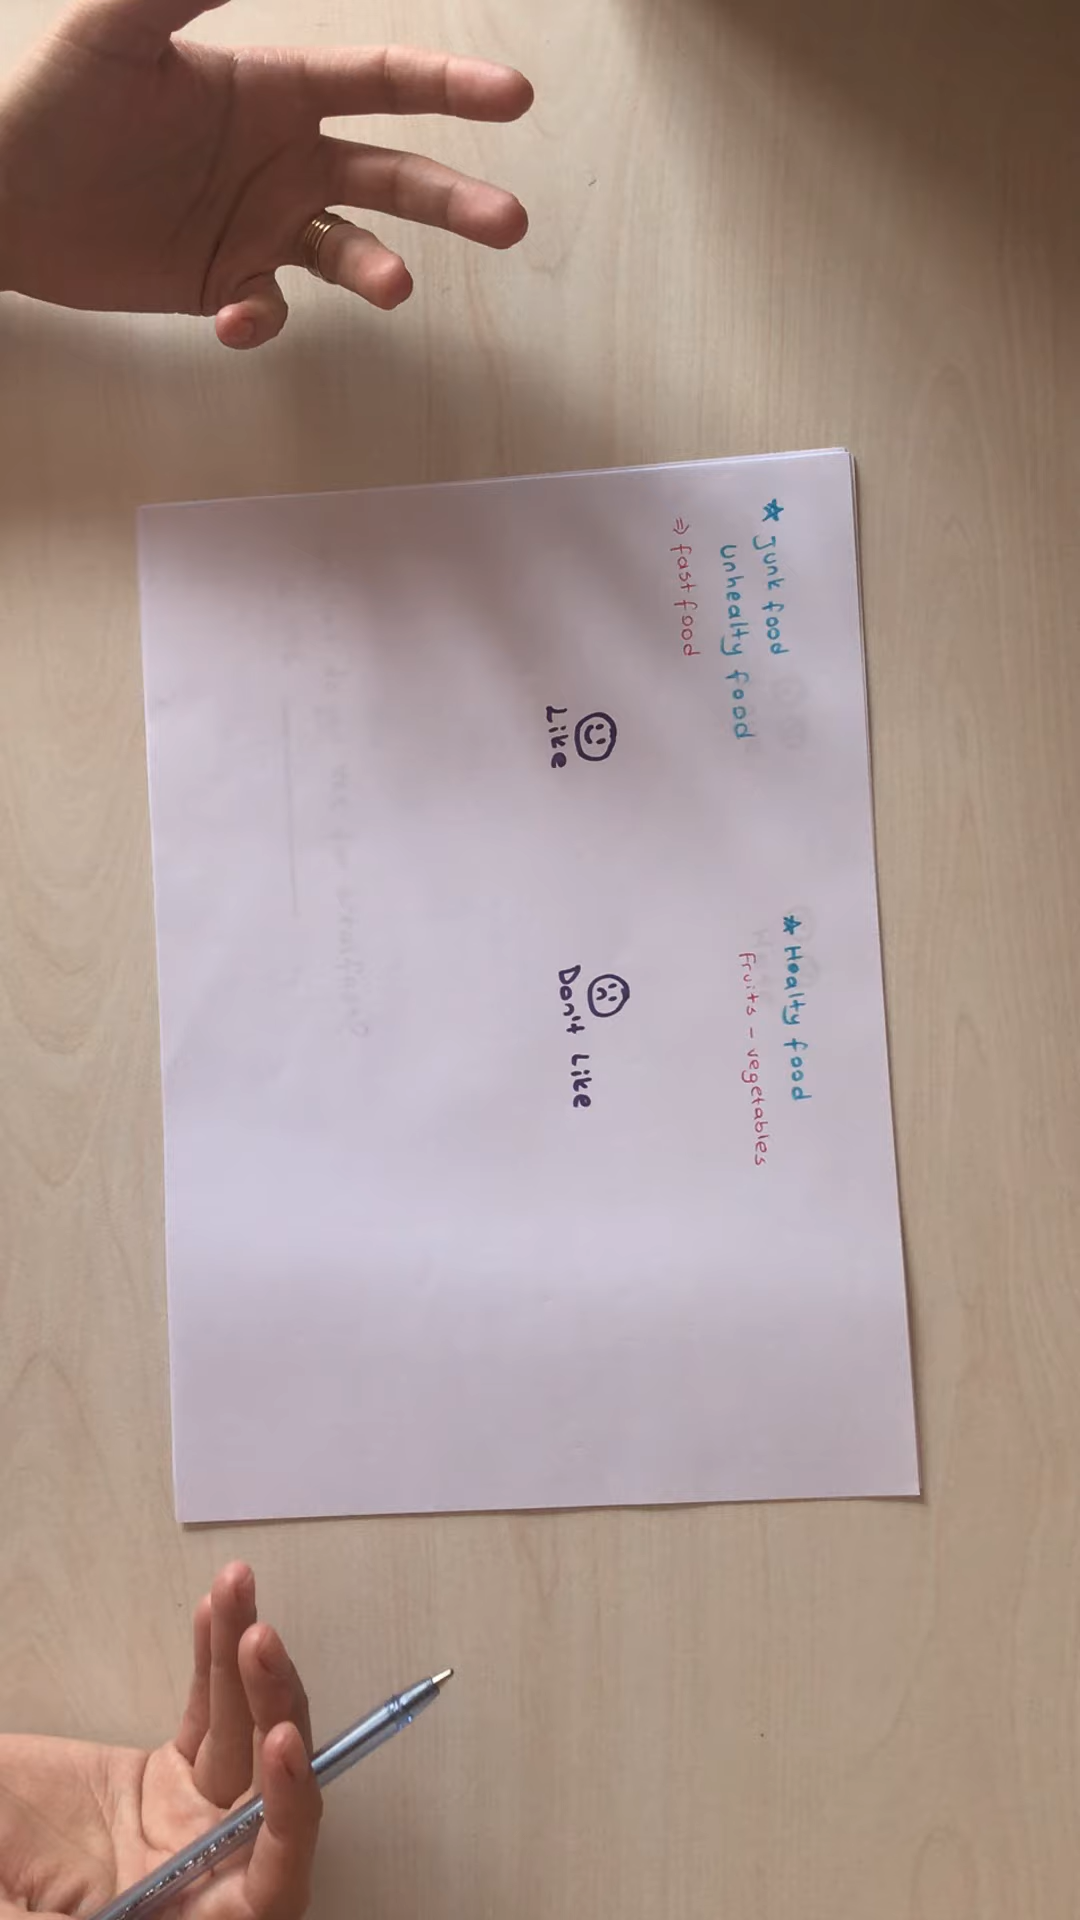 ☆ Junk food
unhealty food
⇒ fast food
☆ Healty food
fruits - vegetables
Like
Don't Like